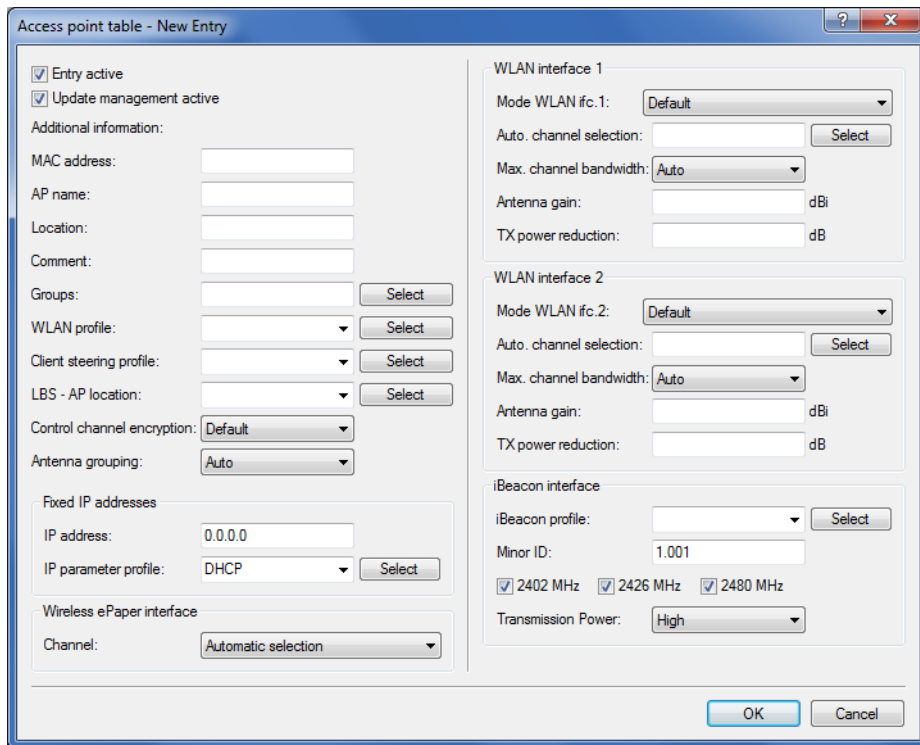 Access point table - New Entry
Entry active
Update management active
Additional information:
MAC address:
AP name:
Location:
Comment:
Groups: Select
WLAN profile: Select
Client steering profile: Select
LBS - AP location: Select
Control channel encryption: Default
Antenna grouping: Auto
Fixed IP addresses
IP address: 0.0.0.0
IP parameter profile: DHCP Select
Wireless ePaper interface
Channel: Automatic selection
WLAN interface 1
Mode WLAN ifc.1: Default
Auto. channel selection: Select
Max. channel bandwidth: Auto
Antenna gain: dBi
TX power reduction: dB
WLAN interface 2
Mode WLAN ifc.2: Default
Auto. channel selection: Select
Max. channel bandwidth: Auto
Antenna gain: dBi
TX power reduction: dB
iBeacon interface
iBeacon profile: Select
Minor ID: 1.001
2402 MHz 2426 MHz 2480 MHz
Transmission Power: High
OK Cancel